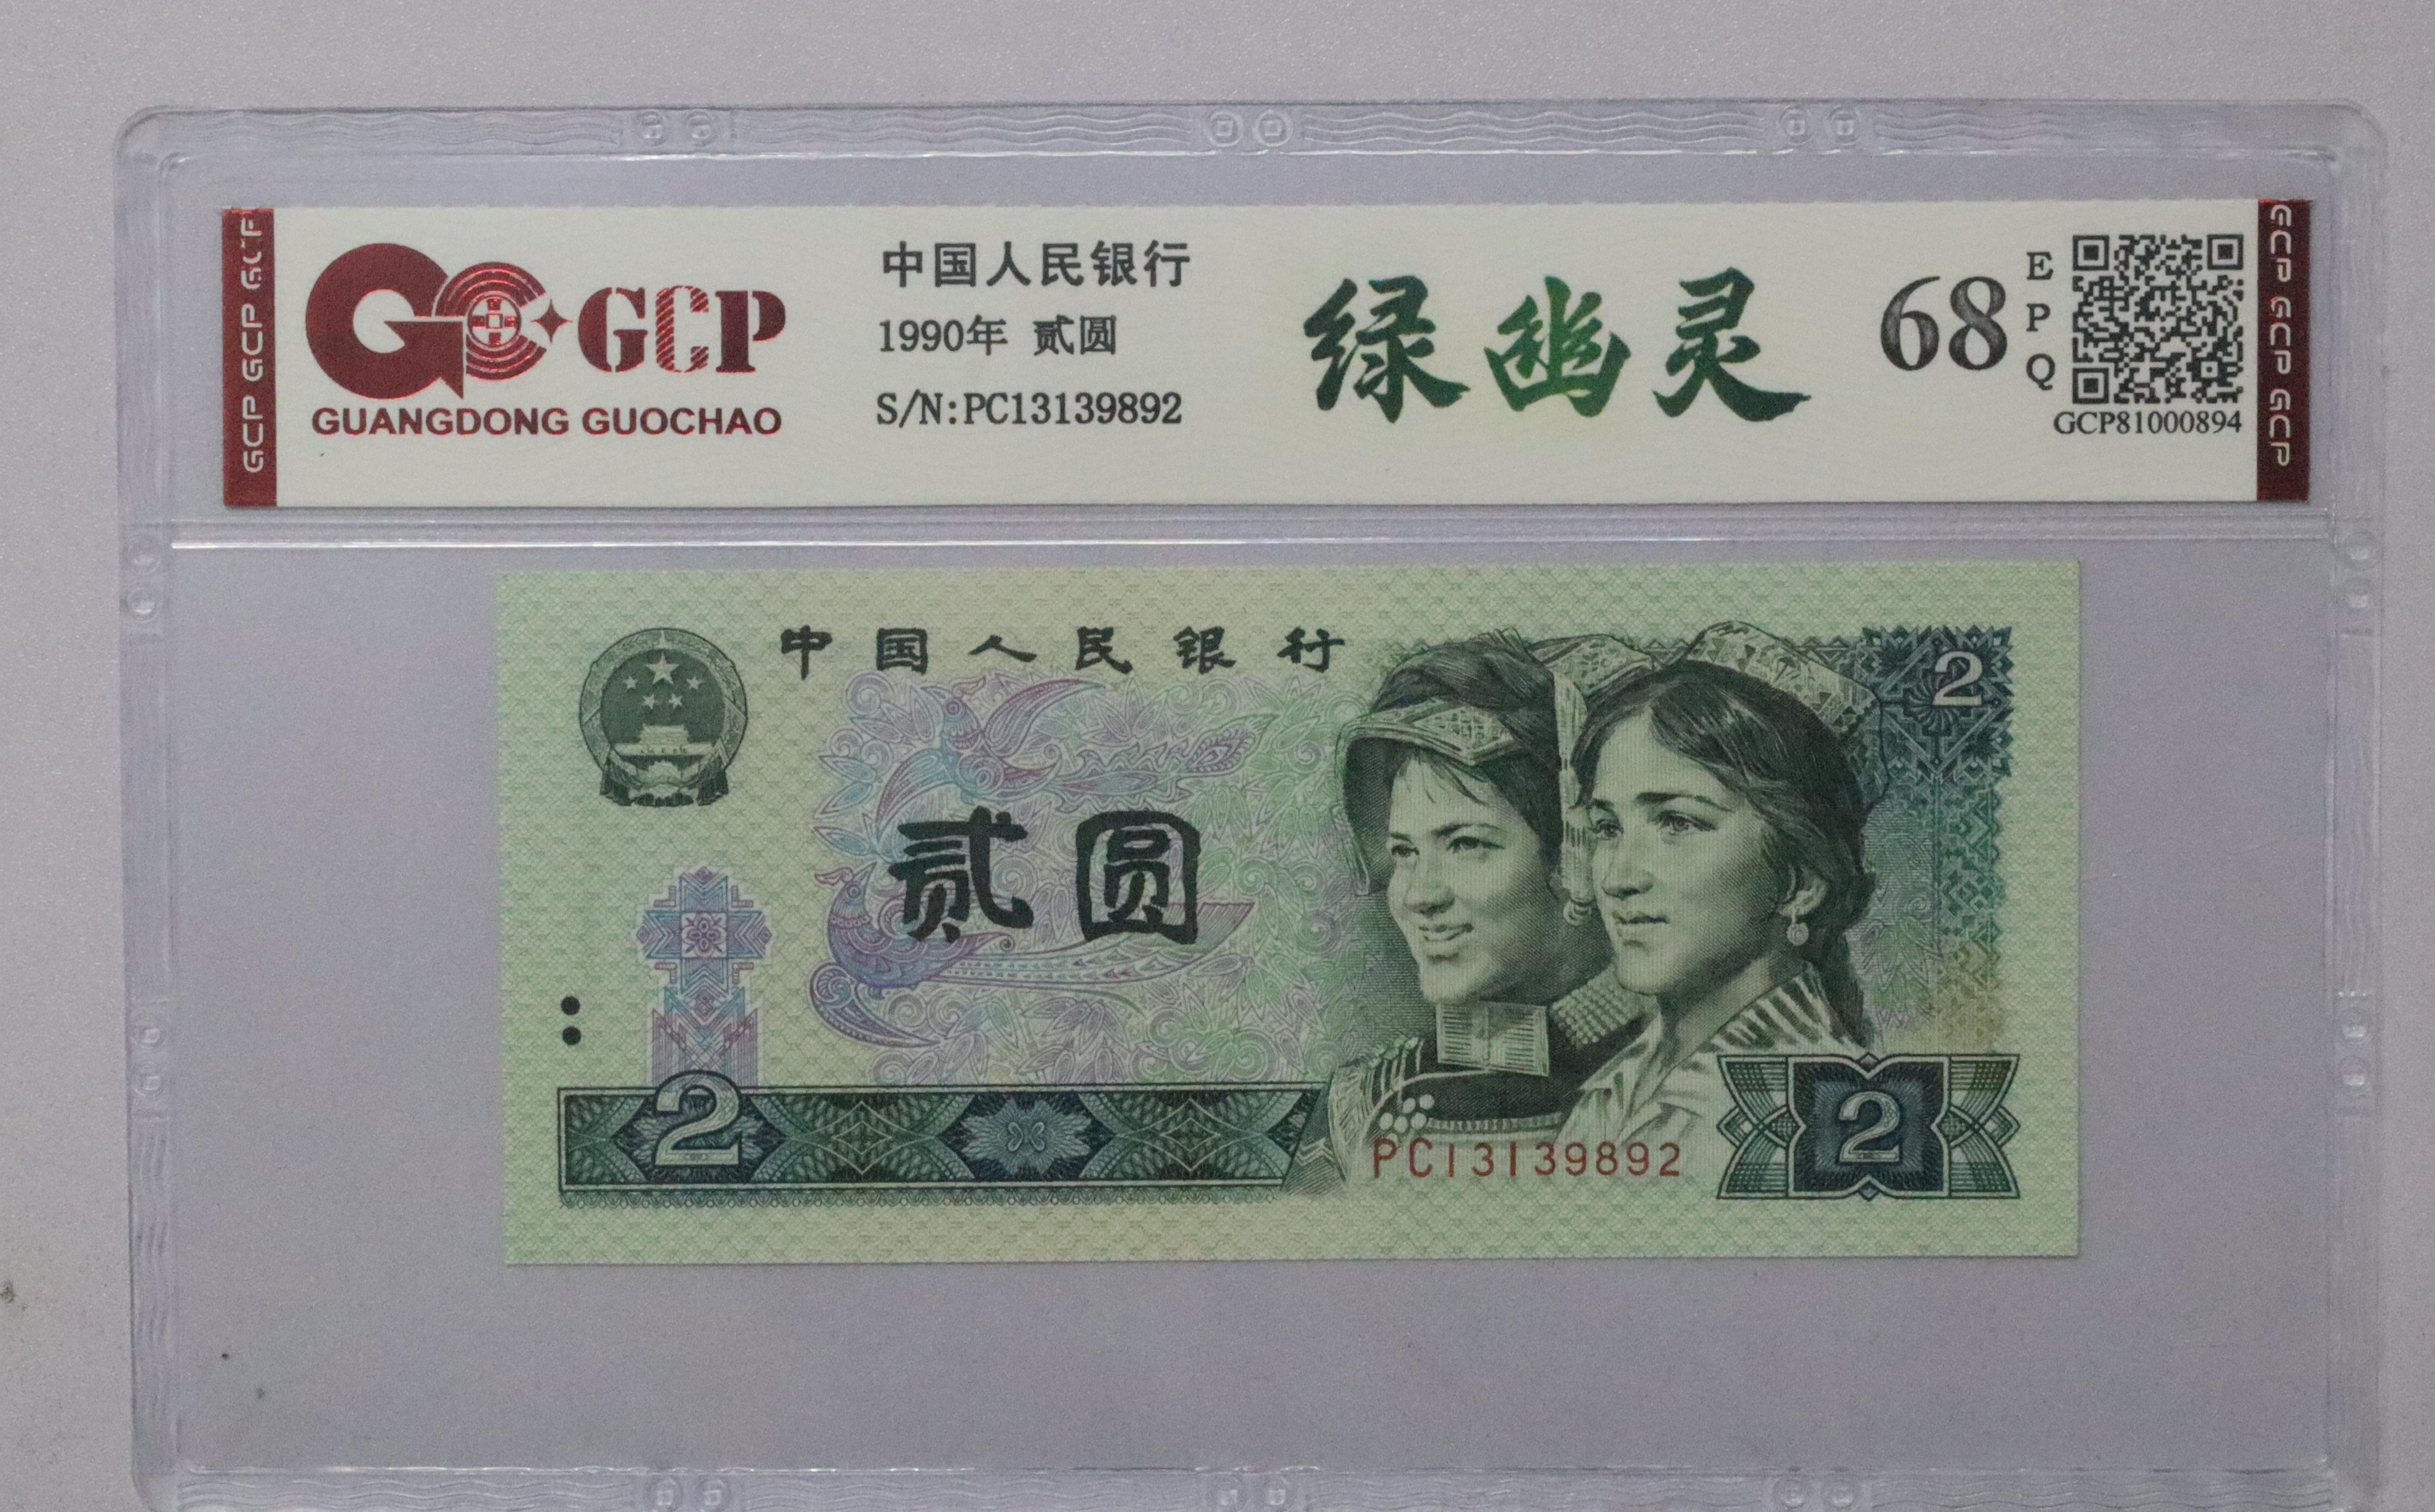 GCP GCP GCP GCP
GCP
GUANGDONG GUOCHAO
中国人民银行
1990年 贰圆
S/N:PC13139892
绿幽灵
68
E
P
Q
GCP81000894
GCP GCP GCP GCP
中国人民银行
2
贰圆
2
PC13139892
2